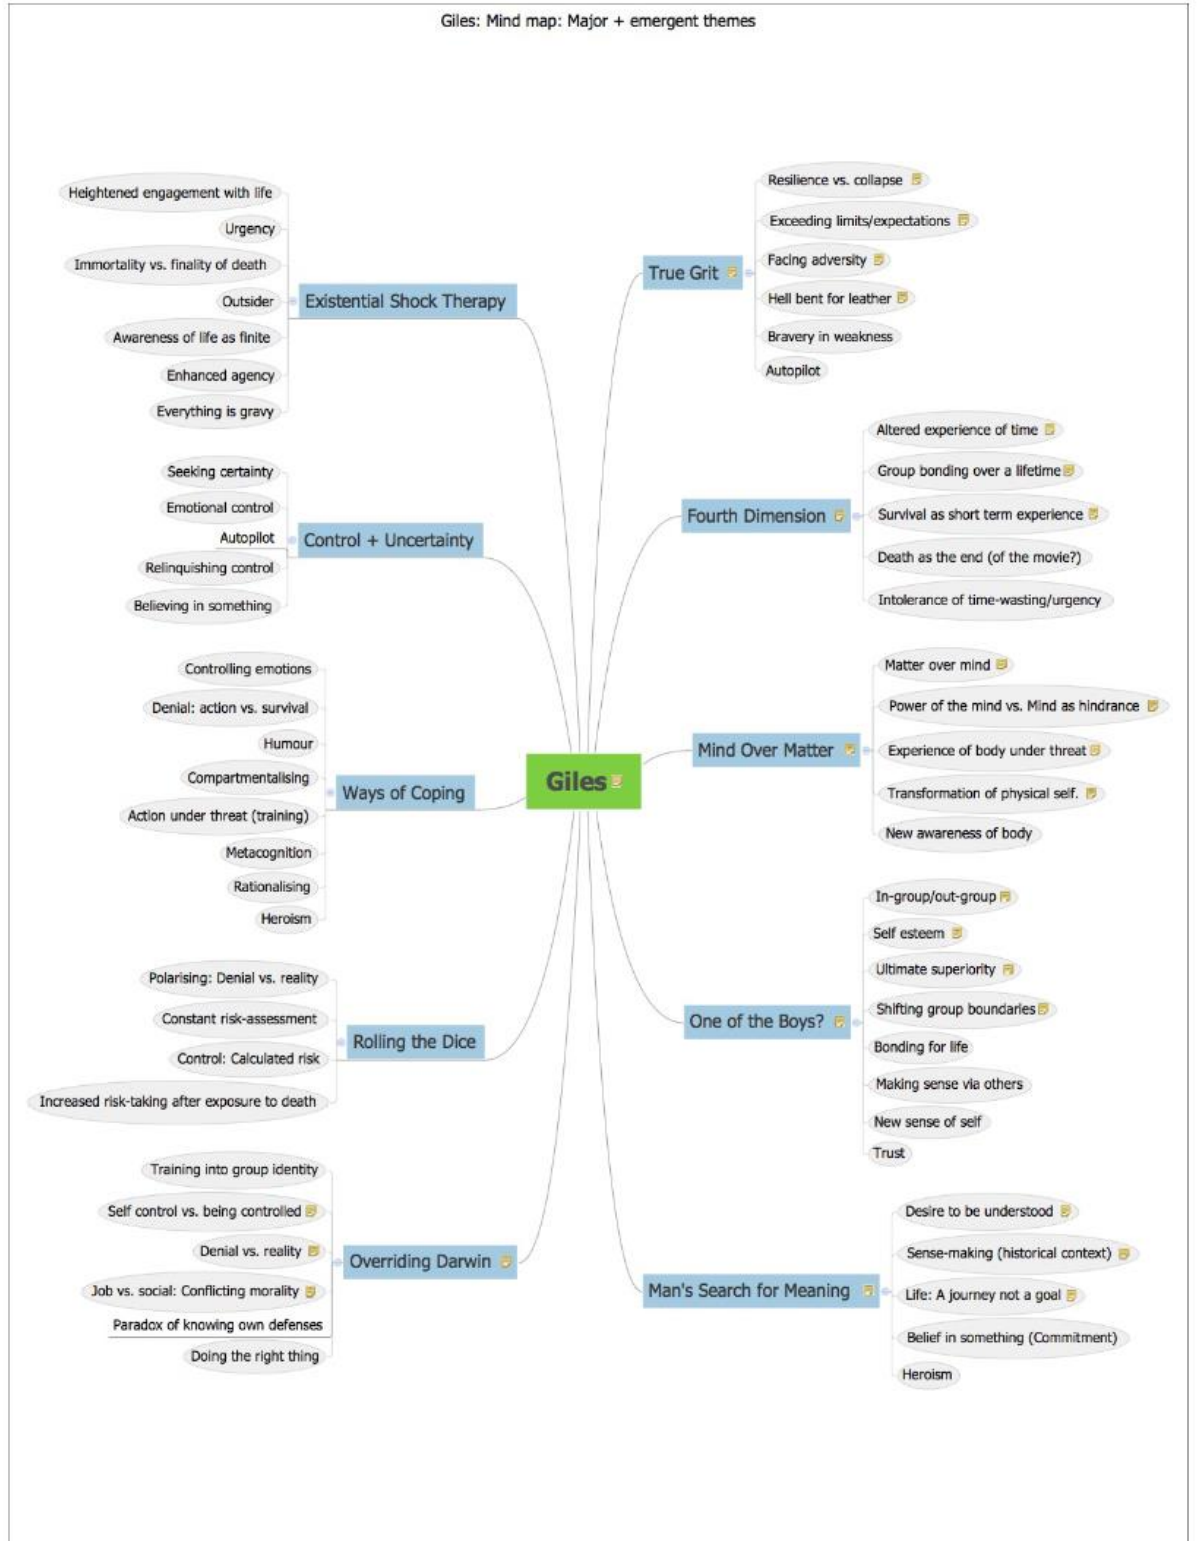 Giles: Mind map: Major + emergent themes
Existential Shock Therapy
Heightened engagement with life
Urgency
Immortality vs. finality of death
Outsider
Awareness of life as finite
Enhanced agency
Everything is gravy
Control + Uncertainty
Seeking certainty
Emotional control
Autopilot
Relinquishing control
Believing in something
Ways of Coping
Controlling emotions
Denial: action vs. survival
Humour
Compartmentalising
Action under threat (training)
Metacognition
Rationalising
Heroism
Rolling the Dice
Polarising: Denial vs. reality
Constant risk-assessment
Control: Calculated risk
Increased risk-taking after exposure to death
Overriding Darwin
Training into group identity
Self control vs. being controlled
Denial vs. reality
Job vs. social: Conflicting morality
Paradox of knowing own defenses
Doing the right thing
Giles
True Grit
Resilience vs. collapse
Exceeding limits/expectations
Facing adversity
Hell bent for leather
Bravery in weakness
Autopilot
Fourth Dimension
Altered experience of time
Group bonding over a lifetime
Survival as short term experience
Death as the end (of the movie?)
Intolerance of time-wasting/urgency
Mind Over Matter
Matter over mind
Power of the mind vs. Mind as hindrance
Experience of body under threat
Transformation of physical self.
New awareness of body
One of the Boys?
In-group/out-group
Self esteem
Ultimate superiority
Shifting group boundaries
Bonding for life
Making sense via others
New sense of self
Trust
Man's Search for Meaning
Desire to be understood
Sense-making (historical context)
Life: A journey not a goal
Belief in something (Commitment)
Heroism